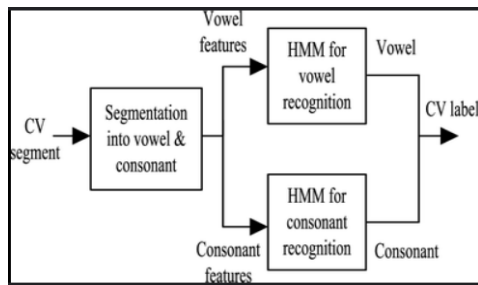 Vowel
features
HMM for
vowel
recognition
Vowel
CV
segment
Segmentation
into vowel &
consonant
CV label
HMM for
consonant
recognition
Consonant
features
Consonant